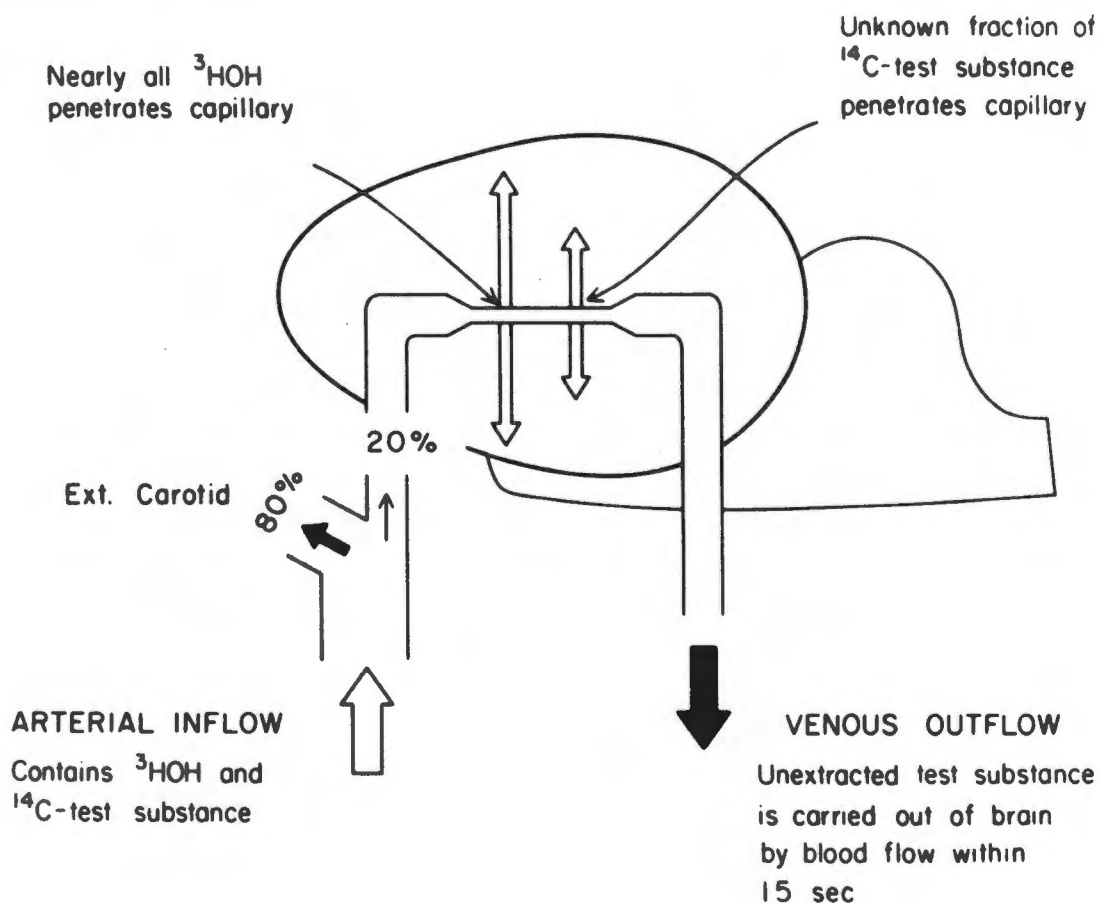 Nearly all ³HOH
penetrates capillary
Unknown fraction of
¹⁴C-test substance
penetrates capillary
20%
Ext. Carotid
80%
ARTERIAL INFLOW
Contains ³HOH and
¹⁴C-test substance
VENOUS OUTFLOW
Unextracted test substance
is carried out of brain
by blood flow within
15 sec